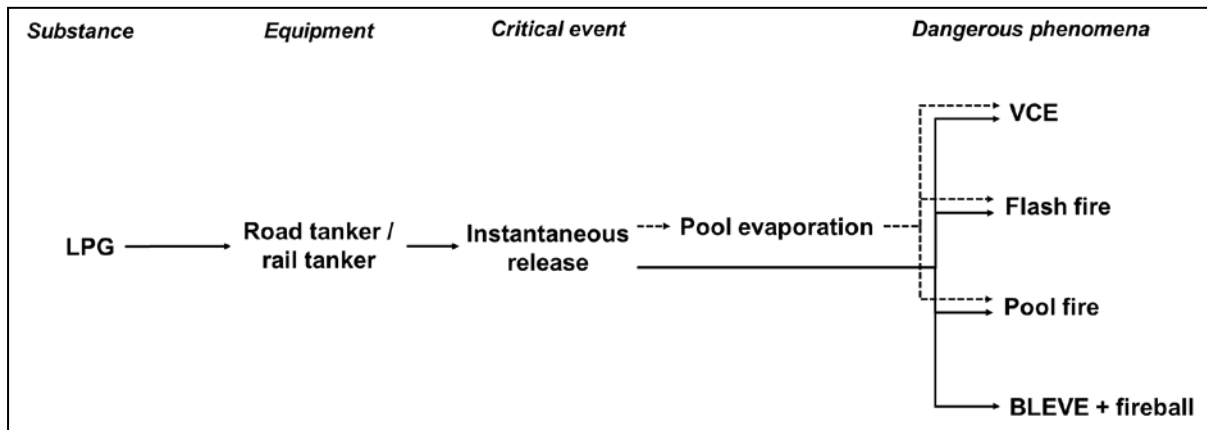 Substance
Equipment
Critical event
Dangerous phenomena
VCE
Flash fire
Pool evaporation
Road tanker /
rail tanker
LPG
Instantaneous
release
Pool fire
BLEVE + fireball